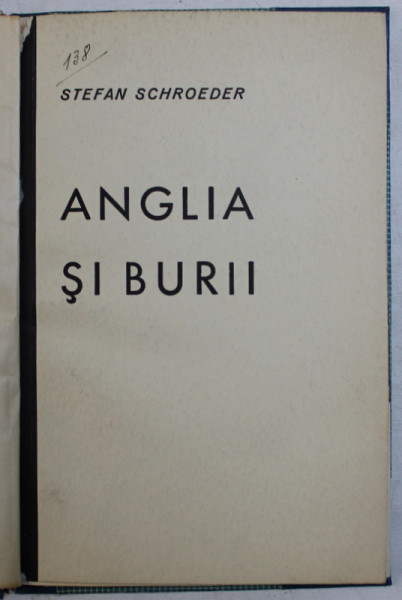 138
STEFAN SCHROEDER
ANGLIA
ŞI BURII